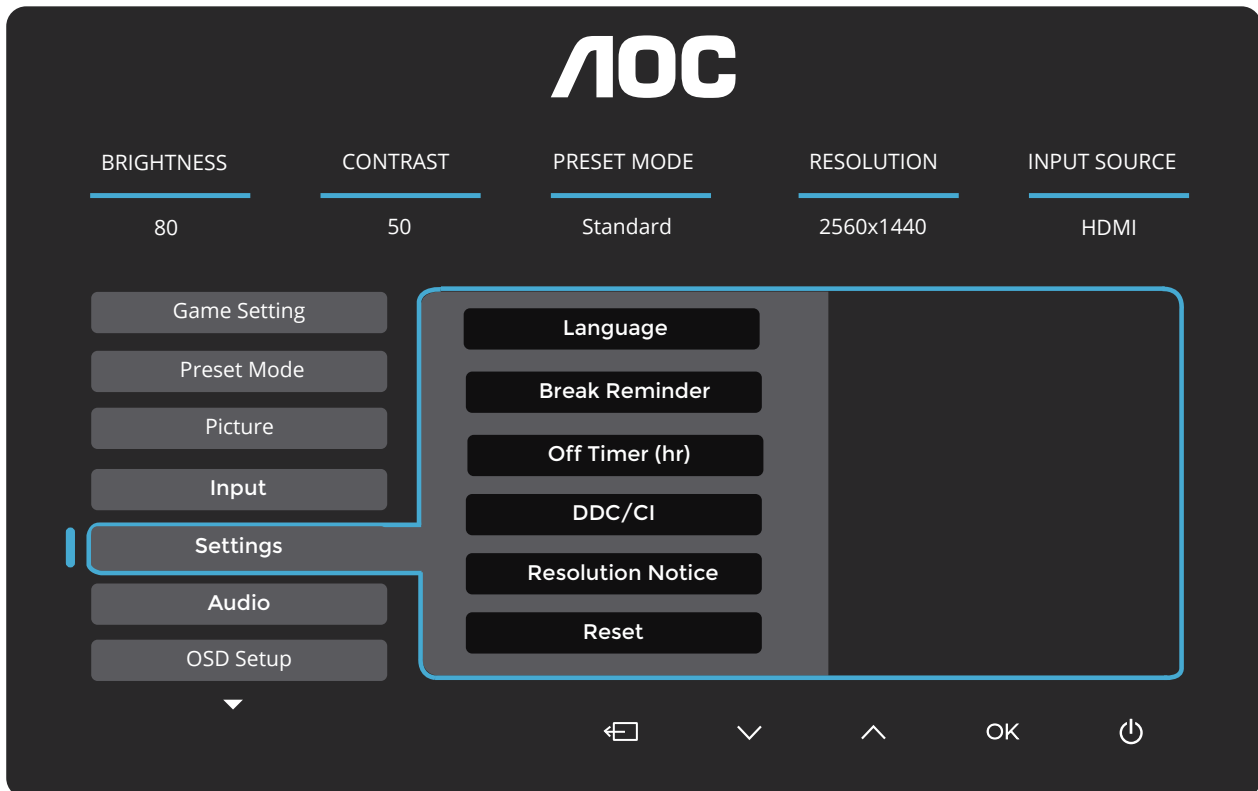 AOC
BRIGHTNESS CONTRAST PRESET MODE RESOLUTION INPUT SOURCE
80 50 Standard 2560x1440 HDMI
Game Setting
Preset Mode
Picture
Input
Settings
Audio
OSD Setup
Language
Break Reminder
Off Timer (hr)
DDC/CI
Resolution Notice
Reset
OK